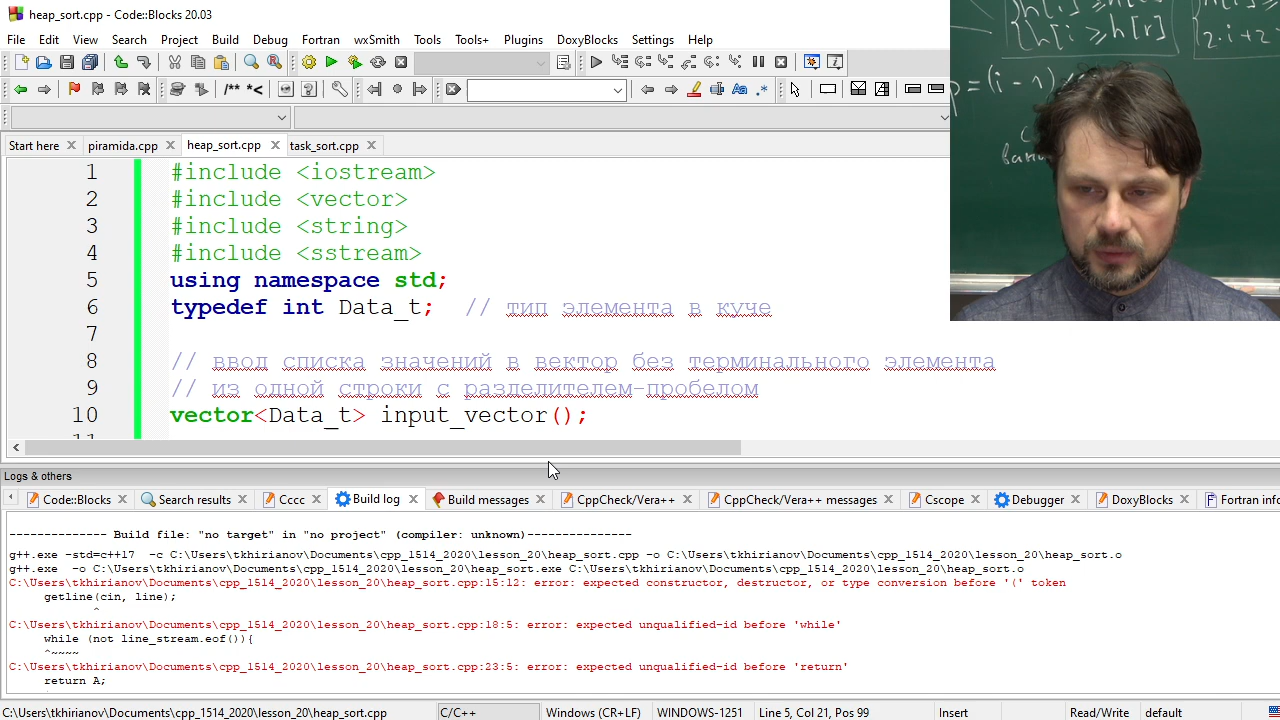 heap_sort.cpp - Code::Blocks 20.03
File Edit View Search Project Build Debug Fortran wxSmith Tools Tools+ Plugins DoxyBlocks Settings Help
/** *<
Aa .*
Start here piramida.cpp heap_sort.cpp task_sort.cpp
1 #include <iostream>
2 #include <vector>
3 #include <string>
4 #include <sstream>
5 using namespace std;
6 typedef int Data_t; // тип элемента в куче
7
8 // ввод списка значений в вектор без терминального элемента
9 // из одной строки с разделителем-пробелом
10 vector<Data_t> input_vector();
11
h[i] ≥ h[r]
2·i+2
p=(i-1)
Logs & others
Code::Blocks Search results Cccc Build log Build messages CppCheck/Vera++ CppCheck/Vera++ messages Cscope Debugger DoxyBlocks Fortran info
-------------- Build file: "no target" in "no project" (compiler: unknown)---------------
g++.exe -std=c++17 -c C:\Users\tkhirianov\Documents\cpp_1514_2020\lesson_20\heap_sort.cpp -o C:\Users\tkhirianov\Documents\cpp_1514_2020\lesson_20\heap_sort.o
g++.exe -o C:\Users\tkhirianov\Documents\cpp_1514_2020\lesson_20\heap_sort.exe C:\Users\tkhirianov\Documents\cpp_1514_2020\lesson_20\heap_sort.o
C:\Users\tkhirianov\Documents\cpp_1514_2020\lesson_20\heap_sort.cpp:15:12: error: expected constructor, destructor, or type conversion before '(' token
getline(cin, line);
^
C:\Users\tkhirianov\Documents\cpp_1514_2020\lesson_20\heap_sort.cpp:18:5: error: expected unqualified-id before 'while'
while (not line_stream.eof()){
^~~~~
C:\Users\tkhirianov\Documents\cpp_1514_2020\lesson_20\heap_sort.cpp:23:5: error: expected unqualified-id before 'return'
return A;
C:\Users\tkhirianov\Documents\cpp_1514_2020\lesson_20\heap_sort.cpp C/C++ Windows (CR+LF) WINDOWS-1251 Line 5, Col 21, Pos 99 Insert Read/Write default